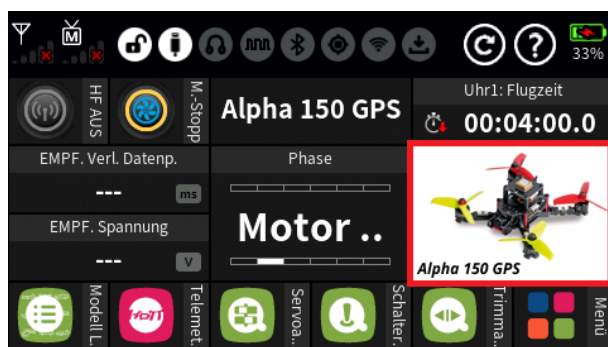 M
C
?
33%
HF AUS
M.-Stopp
Alpha 150 GPS
Uhr1: Flugzeit
00:04:00.0
EMPF. Verl. Datenp.
--- ms
Phase
Motor ..
EMPF. Spannung
--- V
Alpha 150 GPS
Modell L.
HoTT
Telemet.
Servoa..
Schalter.
Trimma..
Menü